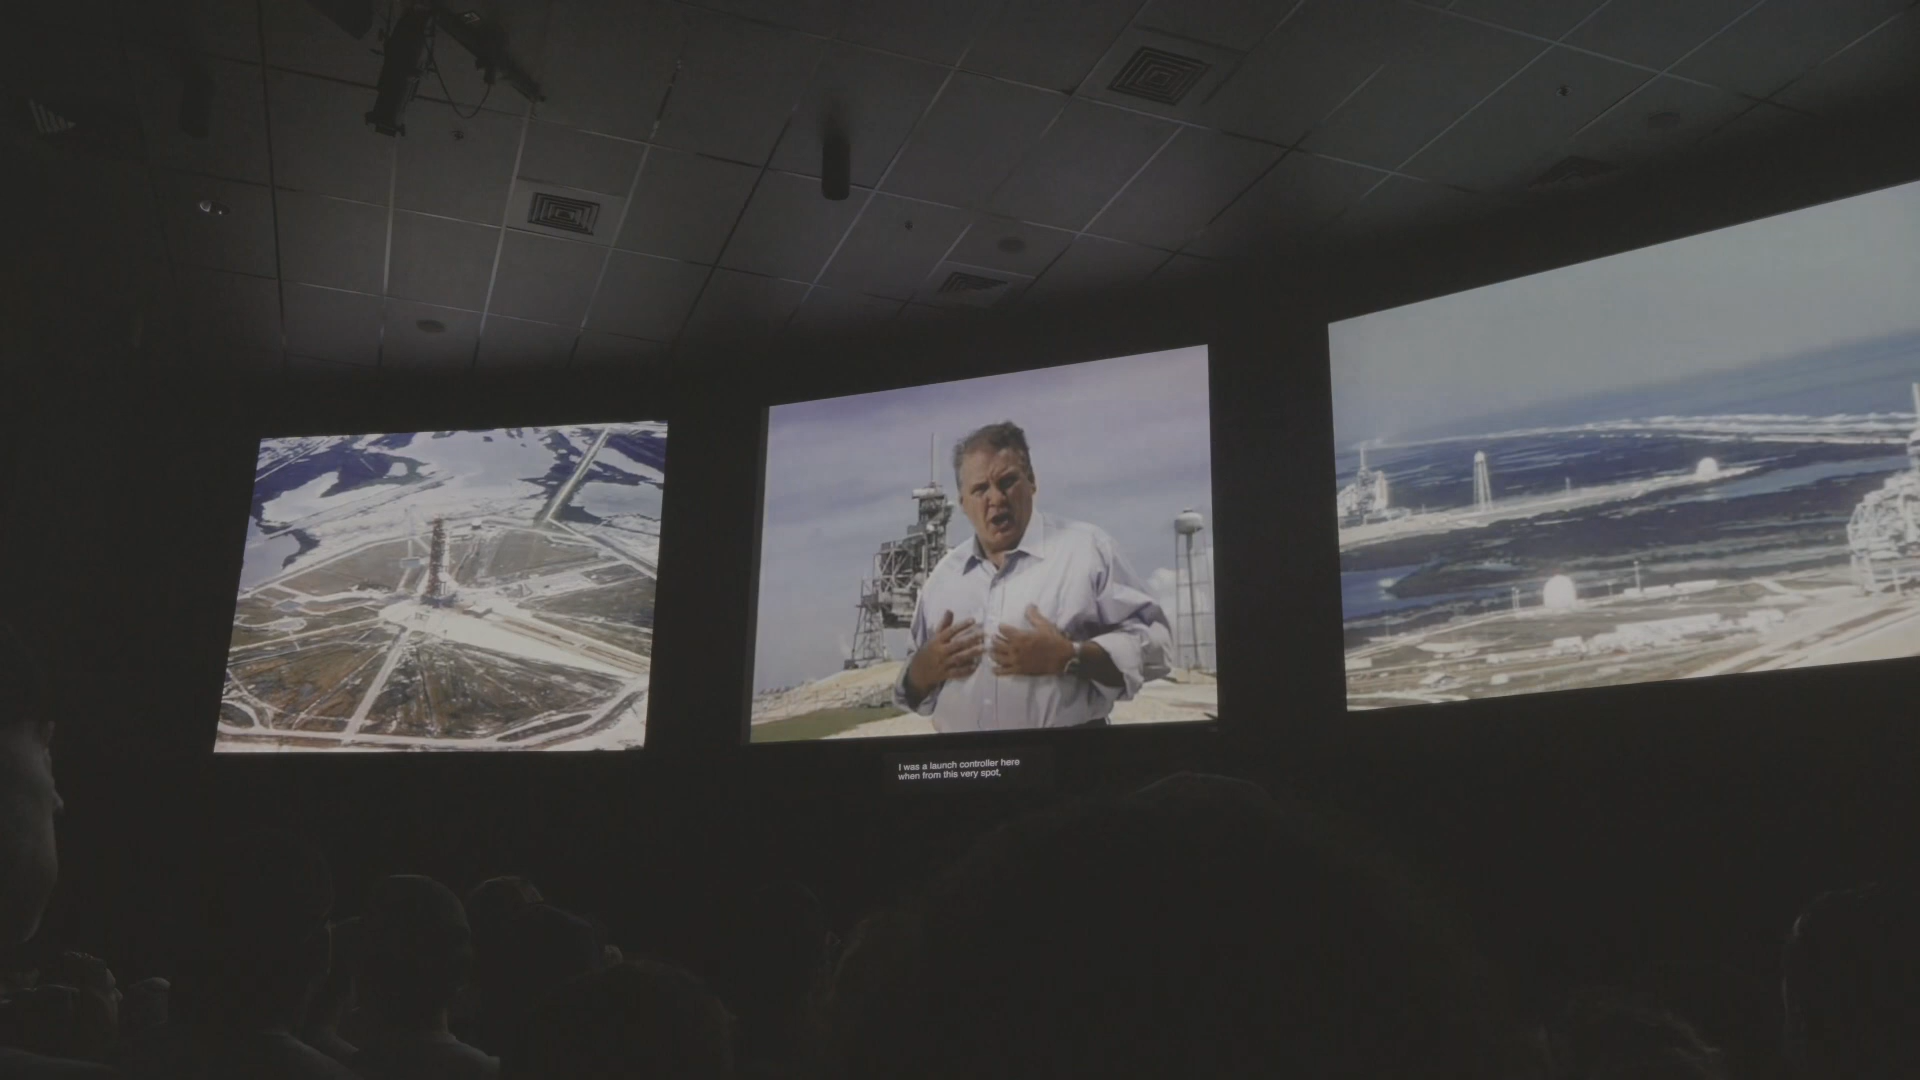 I was a launch controller here
when from this very spot,